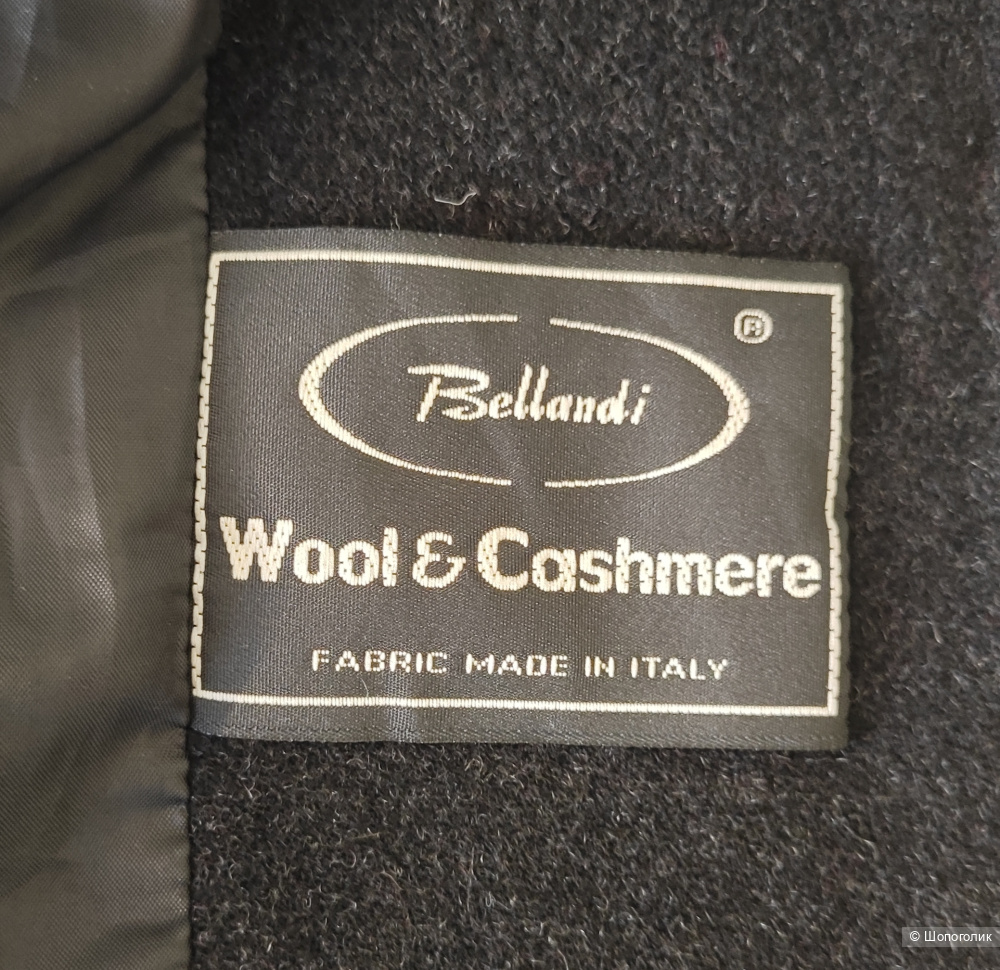 ®
Bellandi
Wool & Cashmere
FABRIC MADE IN ITALY
© Шопоголик